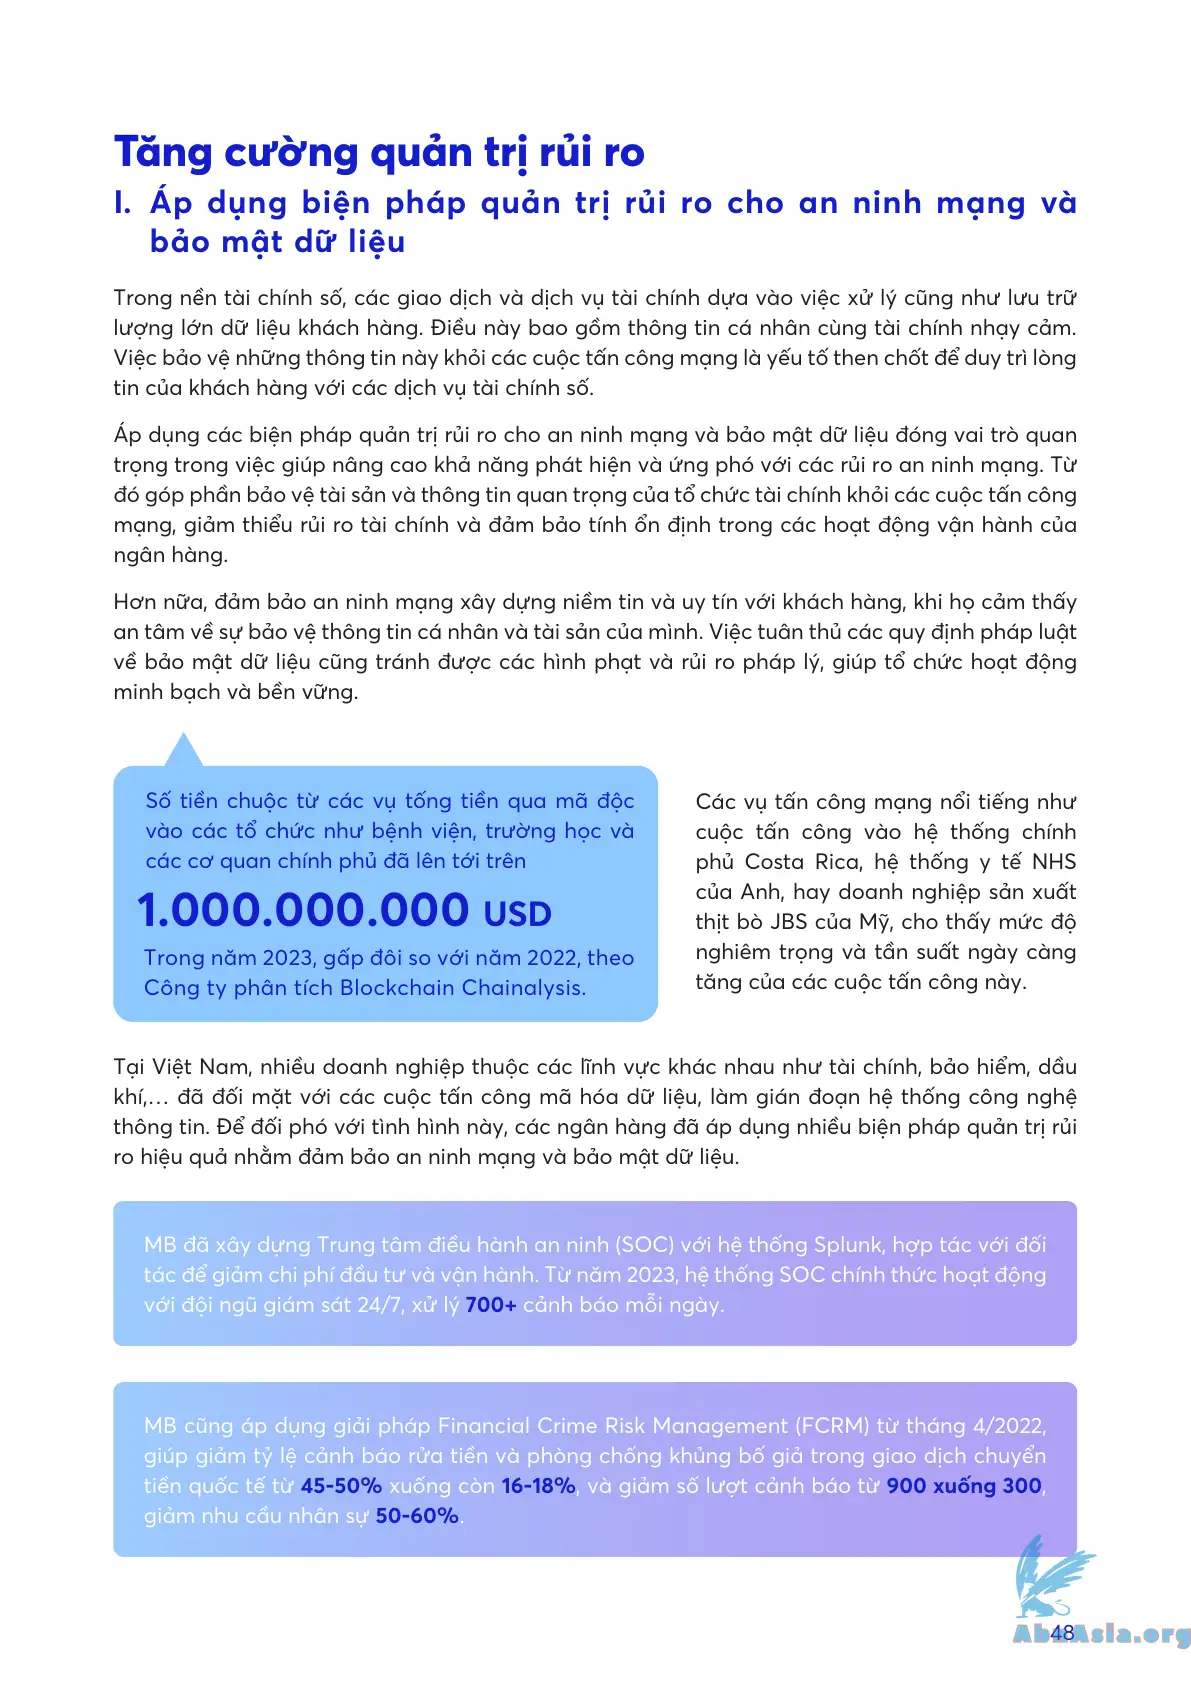 Tăng cường quản trị rủi ro
I. Áp dụng biện pháp quản trị rủi ro cho an ninh mạng và
bảo mật dữ liệu
Trong nền tài chính số, các giao dịch và dịch vụ tài chính dựa vào việc xử lý cũng như lưu trữ
lượng lớn dữ liệu khách hàng. Điều này bao gồm thông tin cá nhân cùng tài chính nhạy cảm.
Việc bảo vệ những thông tin này khỏi các cuộc tấn công mạng là yếu tố then chốt để duy trì lòng
tin của khách hàng với các dịch vụ tài chính số.
Áp dụng các biện pháp quản trị rủi ro cho an ninh mạng và bảo mật dữ liệu đóng vai trò quan
trọng trong việc giúp nâng cao khả năng phát hiện và ứng phó với các rủi ro an ninh mạng. Từ
đó góp phần bảo vệ tài sản và thông tin quan trọng của tổ chức tài chính khỏi các cuộc tấn công
mạng, giảm thiểu rủi ro tài chính và đảm bảo tính ổn định trong các hoạt động vận hành của
ngân hàng.
Hơn nữa, đảm bảo an ninh mạng xây dựng niềm tin và uy tín với khách hàng, khi họ cảm thấy
an tâm về sự bảo vệ thông tin cá nhân và tài sản của mình. Việc tuân thủ các quy định pháp luật
về bảo mật dữ liệu cũng tránh được các hình phạt và rủi ro pháp lý, giúp tổ chức hoạt động
minh bạch và bền vững.
Số tiền chuộc từ các vụ tống tiền qua mã độc
vào các tổ chức như bệnh viện, trường học và
các cơ quan chính phủ đã lên tới trên
1.000.000.000 USD
Trong năm 2023, gấp đôi so với năm 2022, theo
Công ty phân tích Blockchain Chainalysis.
Các vụ tấn công mạng nổi tiếng như
cuộc tấn công vào hệ thống chính
phủ Costa Rica, hệ thống y tế NHS
của Anh, hay doanh nghiệp sản xuất
thịt bò JBS của Mỹ, cho thấy mức độ
nghiêm trọng và tần suất ngày càng
tăng của các cuộc tấn công này.
Tại Việt Nam, nhiều doanh nghiệp thuộc các lĩnh vực khác nhau như tài chính, bảo hiểm, dầu
khí,… đã đối mặt với các cuộc tấn công mã hóa dữ liệu, làm gián đoạn hệ thống công nghệ
thông tin. Để đối phó với tình hình này, các ngân hàng đã áp dụng nhiều biện pháp quản trị rủi
ro hiệu quả nhằm đảm bảo an ninh mạng và bảo mật dữ liệu.
MB đã xây dựng Trung tâm điều hành an ninh (SOC) với hệ thống Splunk, hợp tác với đối
tác để giảm chi phí đầu tư và vận hành. Từ năm 2023, hệ thống SOC chính thức hoạt động
với đội ngũ giám sát 24/7, xử lý 700+ cảnh báo mỗi ngày.
MB cũng áp dụng giải pháp Financial Crime Risk Management (FCRM) từ tháng 4/2022,
giúp giảm tỷ lệ cảnh báo rửa tiền và phòng chống khủng bố giả trong giao dịch chuyển
tiền quốc tế từ 45-50% xuống còn 16-18%, và giảm số lượt cảnh báo từ 900 xuống 300,
giảm nhu cầu nhân sự 50-60%.
48